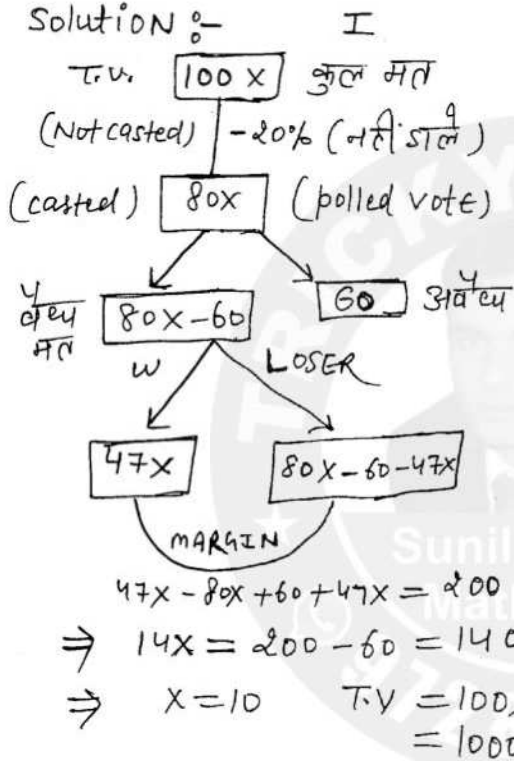 Solution :- I
T.V. 100x कुल मत
(Not casted) -20% (नहीं डाले)
(casted) 80x (polled vote)
वैध मत 80x-60 60 अवैध
W LOSER
47x 80x-60-47x
MARGIN
47x-80x+60+47x = 200
⇒ 14x = 200-60 = 140
⇒ x=10 T.V = 100
= 1000